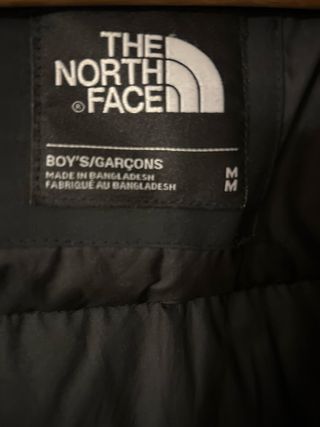 THE
NORTH
® FACE
BOY'S/GARÇONS
MADE IN BANGLADESH M
FABRIQUÉ AU BANGLADESH M